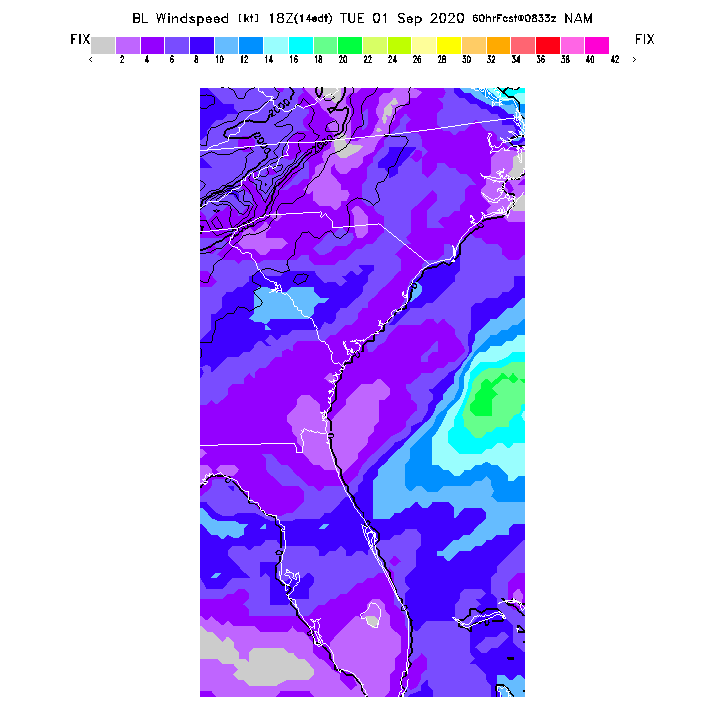 BL Windspeed [kt] 18Z(14edt) TUE 01 Sep 2020 60hrFcst@0833z NAM
FIX FIX
< 2 4 6 8 10 12 14 16 18 20 22 24 26 28 30 32 34 36 38 40 42 >
2000